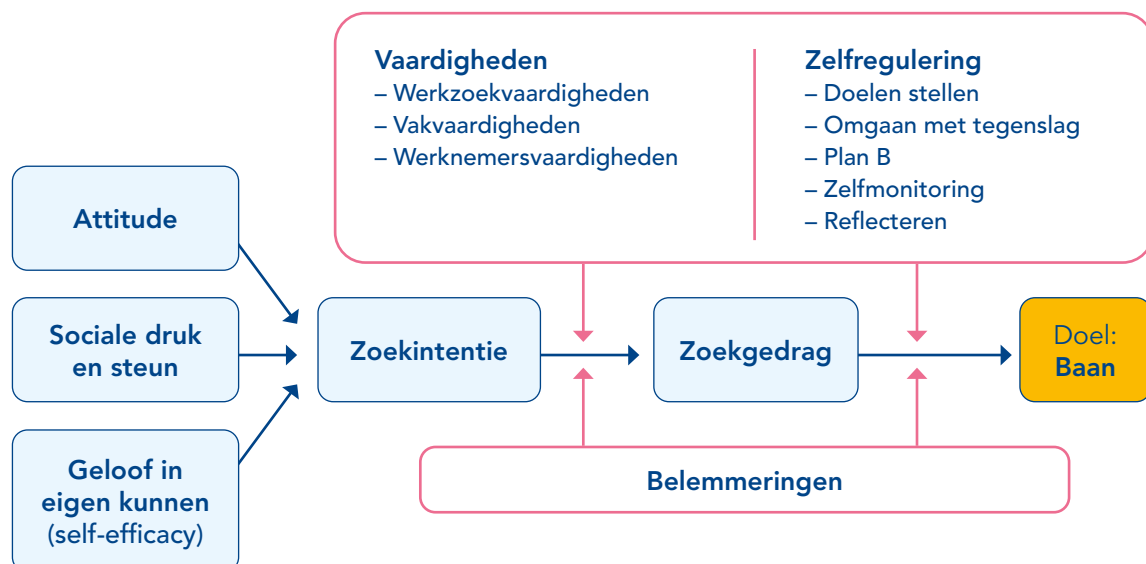 Vaardigheden
– Werkzoekvaardigheden
– Vakvaardigheden
– Werknemersvaardigheden
Zelfregulering
– Doelen stellen
– Omgaan met tegenslag
– Plan B
– Zelfmonitoring
– Reflecteren
Attitude
Sociale druk
en steun
Geloof in
eigen kunnen
(self-efficacy)
Zoekintentie
Zoekgedrag
Doel:
Baan
Belemmeringen